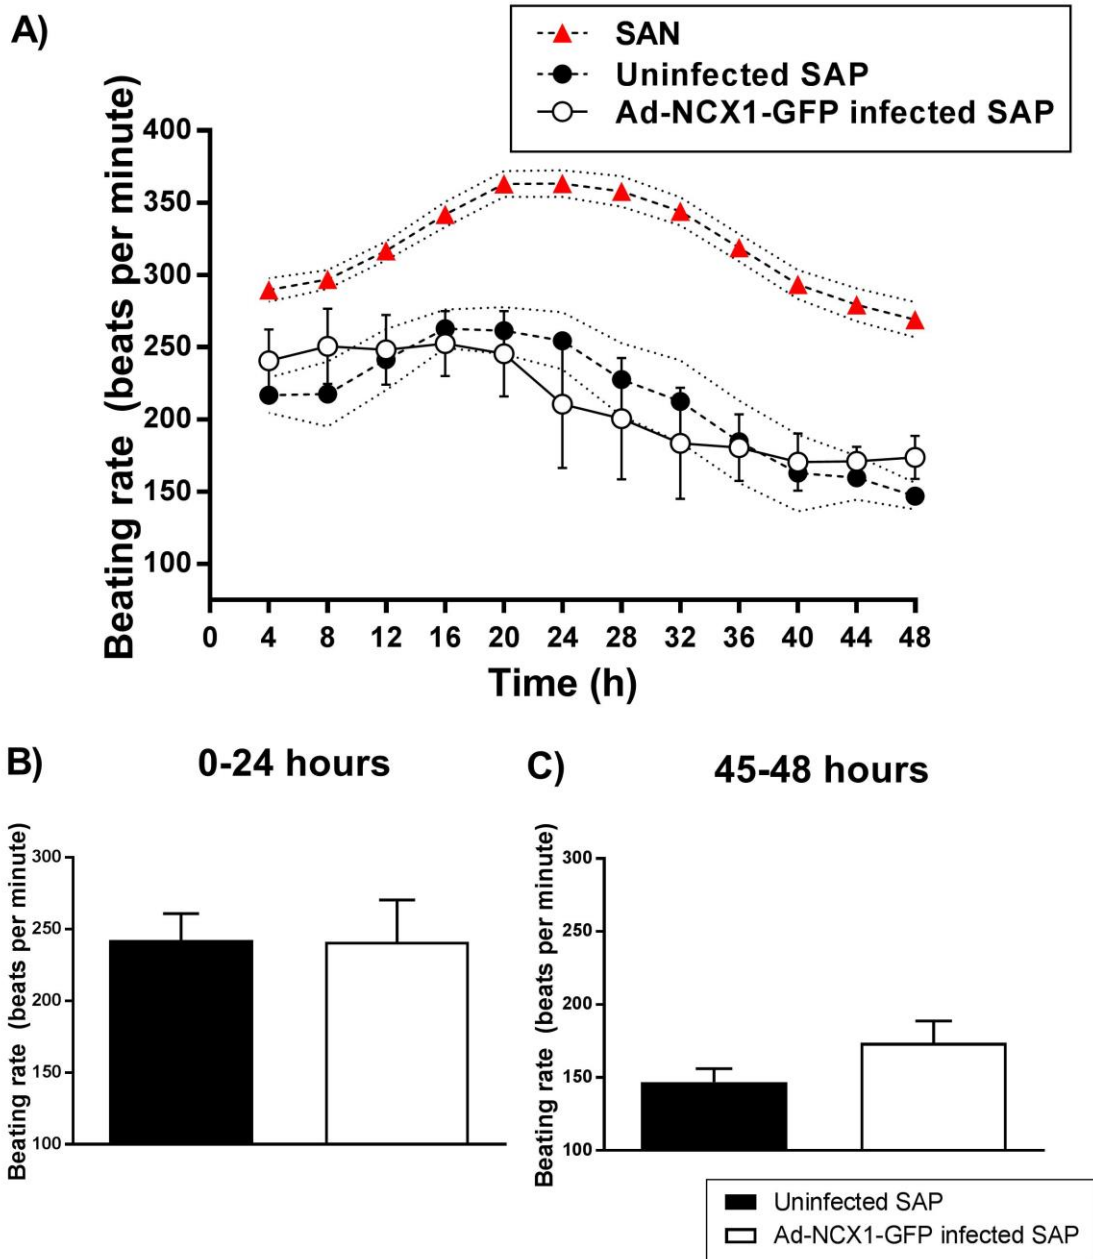 A)
SAN
Uninfected SAP
Ad-NCX1-GFP infected SAP
Beating rate (beats per minute)
400
350
300
250
200
150
100
0 4 8 12 16 20 24 28 32 36 40 44 48
Time (h)
B) 0-24 hours
Beating rate (beats per minute)
300
250
200
150
100
C) 45-48 hours
Beating rate (beats per minute)
300
250
200
150
100
Uninfected SAP
Ad-NCX1-GFP infected SAP